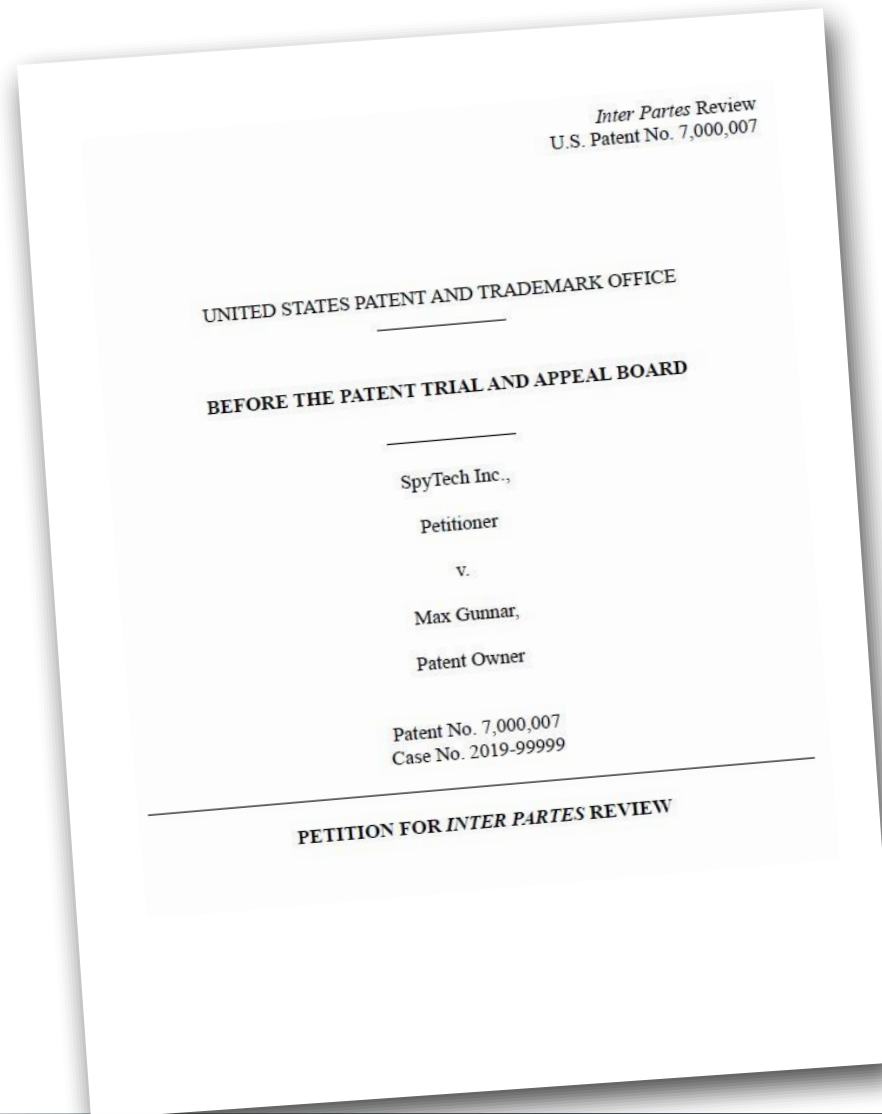 Inter Partes Review
U.S. Patent No. 7,000,007
UNITED STATES PATENT AND TRADEMARK OFFICE
BEFORE THE PATENT TRIAL AND APPEAL BOARD
SpyTech Inc.,
Petitioner
v.
Max Gunnar,
Patent Owner
Patent No. 7,000,007
Case No. 2019-99999
PETITION FOR INTER PARTES REVIEW